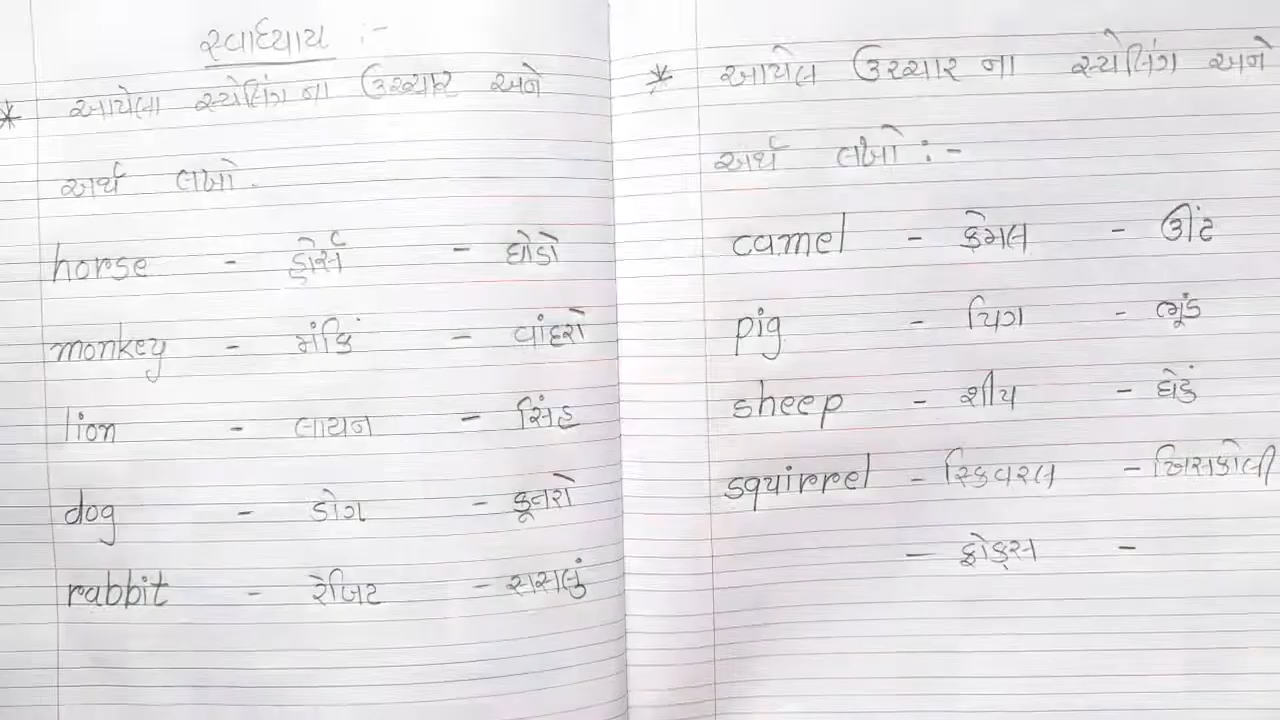 સ્વાધ્યાય :-
* આપેલા સ્પેલિંગ ના ઉચ્ચાર અને
અર્થ લખો.
horse - હોર્સ - ઘોડો
monkey - મંકિ - વાંદરો
lion - લાયન - સિંહ
dog - ડોગ - કૂતરો
rabbit - રેબિટ - સસલું
* આપેલ ઉચ્ચાર ના સ્પેલિંગ અને
અર્થ લખો :-
camel - કેમલ - ઊંટ
pig - પિગ - ભૂંડ
sheep - શીપ - ઘેટું
squirrel - સ્કિવરલ - ખિસકોલી
- ફોક્સ -